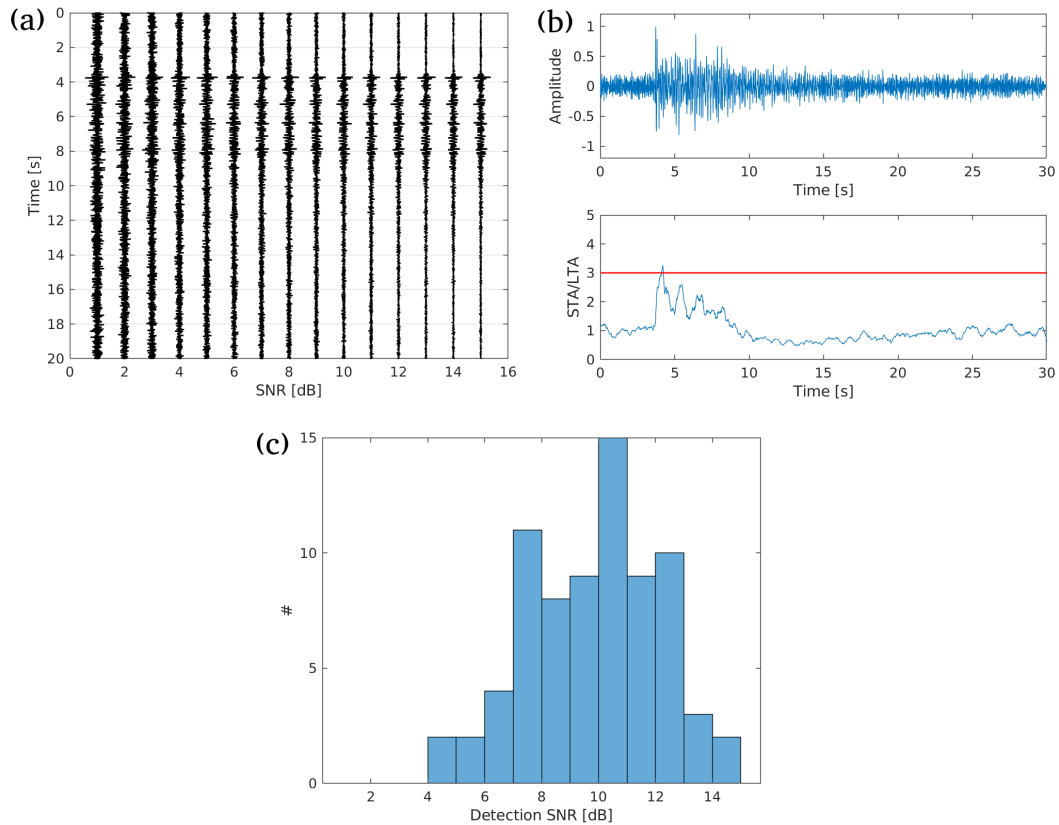 (a)
0
2
4
6
8
10
12
14
16
18
20
Time [s]
0 2 4 6 8 10 12 14 16
SNR [dB]
(b)
1
0.5
0
-0.5
-1
Amplitude
0 5 10 15 20 25 30
Time [s]
5
4
3
2
1
0
STA/LTA
0 5 10 15 20 25 30
Time [s]
(c)
15
10
5
0
#
2 4 6 8 10 12 14
Detection SNR [dB]